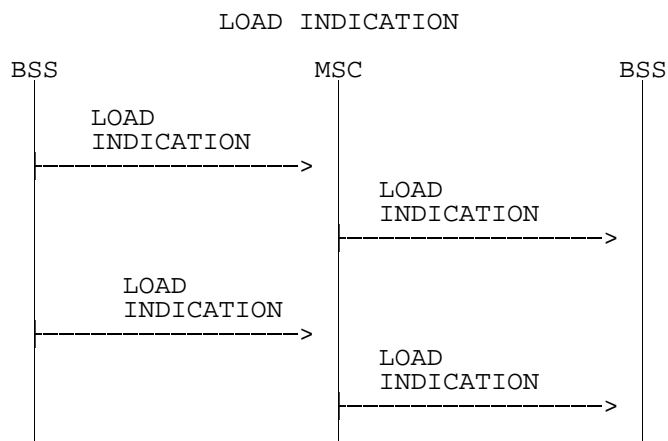 LOAD INDICATION
BSS MSC BSS
LOAD
INDICATION
LOAD
INDICATION
LOAD
INDICATION
LOAD
INDICATION